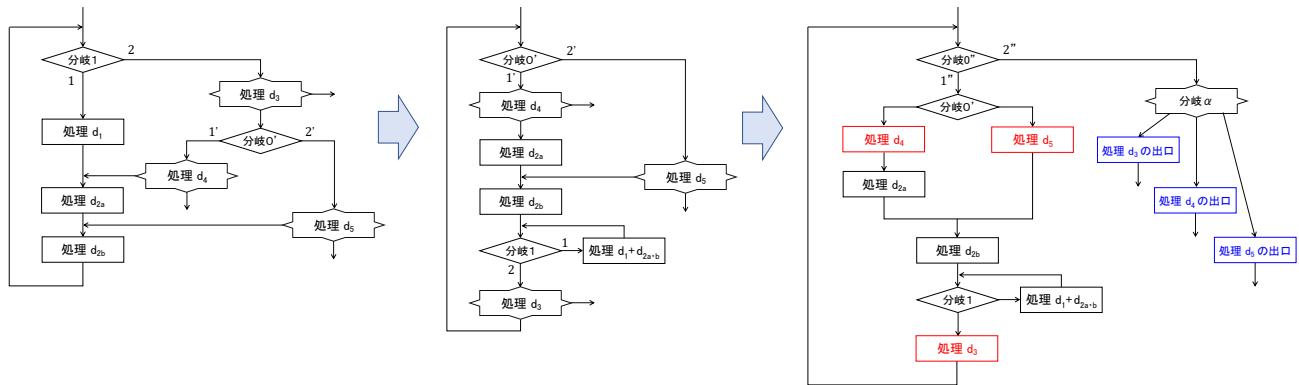 分岐1
2
1
処理 d₃
処理 d₁
分岐0'
1'
2'
処理 d₄
処理 d₂ₐ
処理 d₅
処理 d₂b
分岐0'
2'
1'
処理 d₄
処理 d₂ₐ
処理 d₅
処理 d₂b
分岐1
1
処理 d₁+d₂ₐ・b
2
処理 d₃
分岐0"
2"
1"
分岐α
分岐0'
処理 d₄
処理 d₅
処理 d₃ の出口
処理 d₂ₐ
処理 d₄ の出口
処理 d₂b
処理 d₅ の出口
分岐1
処理 d₁+d₂ₐ・b
処理 d₃